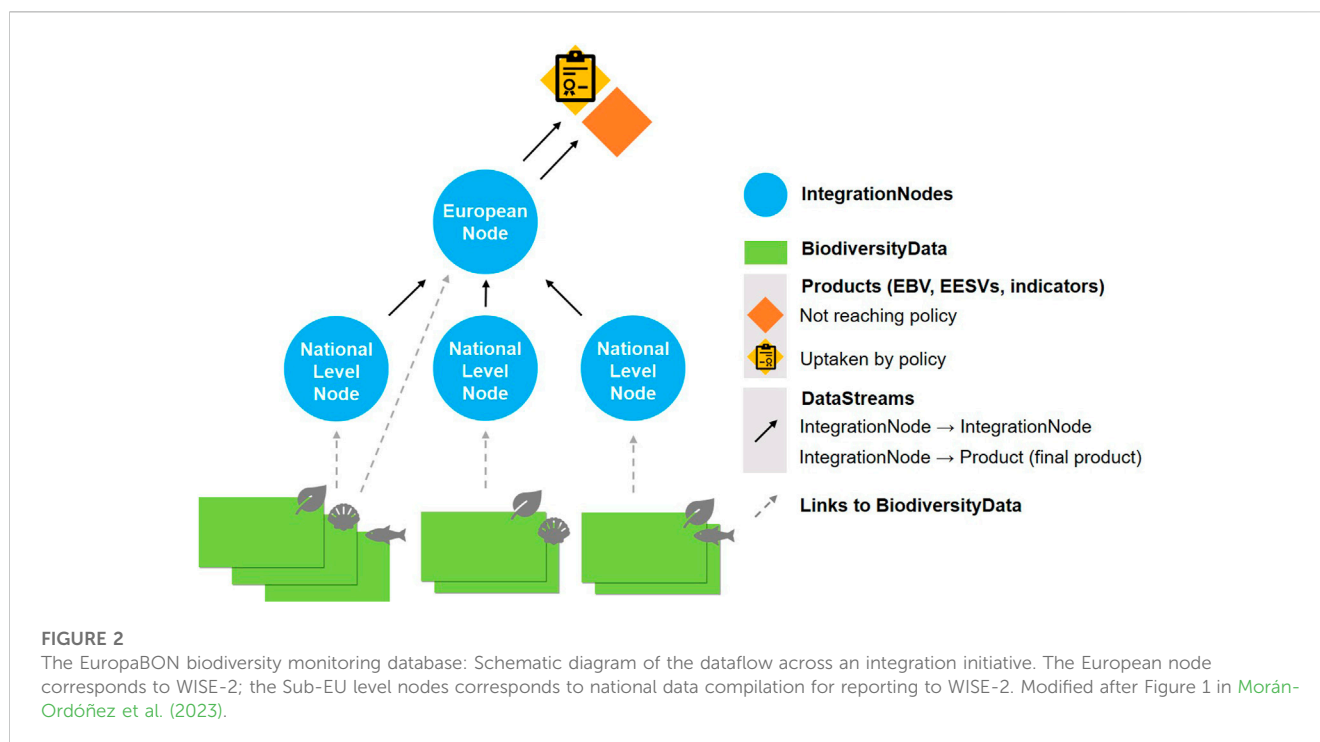 European
Node
National
Level
Node
National
Level
Node
National
Level
Node
IntegrationNodes
BiodiversityData
Products (EBV, EESVs, indicators)
Not reaching policy
Uptaken by policy
DataStreams
IntegrationNode → IntegrationNode
IntegrationNode → Product (final product)
Links to BiodiversityData
FIGURE 2
The EuropaBON biodiversity monitoring database: Schematic diagram of the dataflow across an integration initiative. The European node
corresponds to WISE-2; the Sub-EU level nodes corresponds to national data compilation for reporting to WISE-2. Modified after Figure 1 in Morán-
Ordóñez et al. (2023).